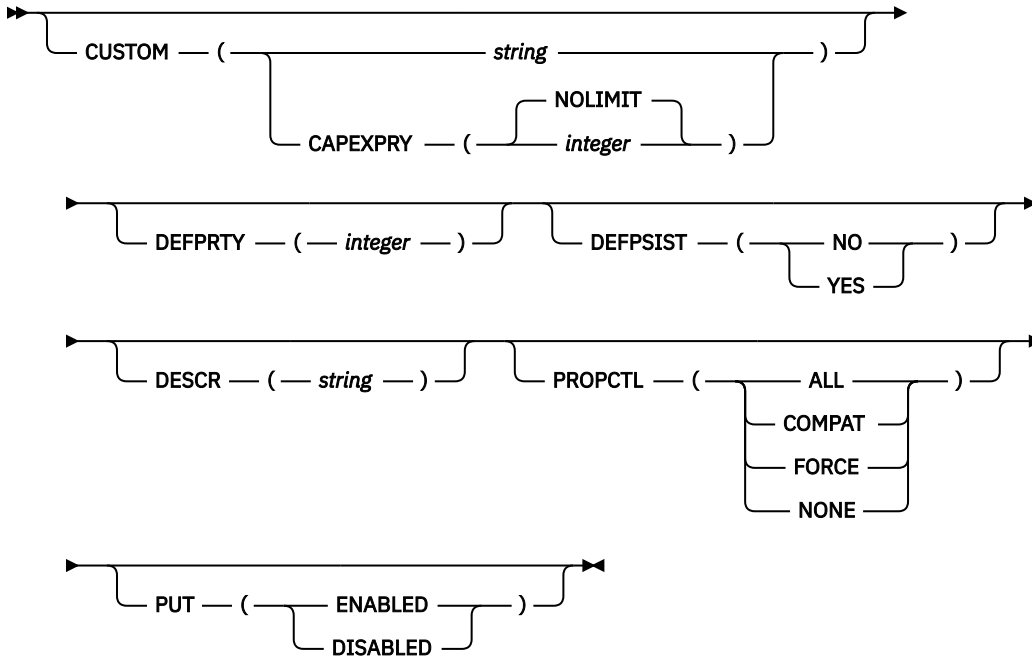 CUSTOM ( string )
NOLIMIT
CAPEXPRY ( integer )
DEFPRTY ( integer ) DEFPSIST ( NO )
YES
DESCR ( string ) PROPCTL ( ALL )
COMPAT
FORCE
NONE
PUT ( ENABLED )
DISABLED